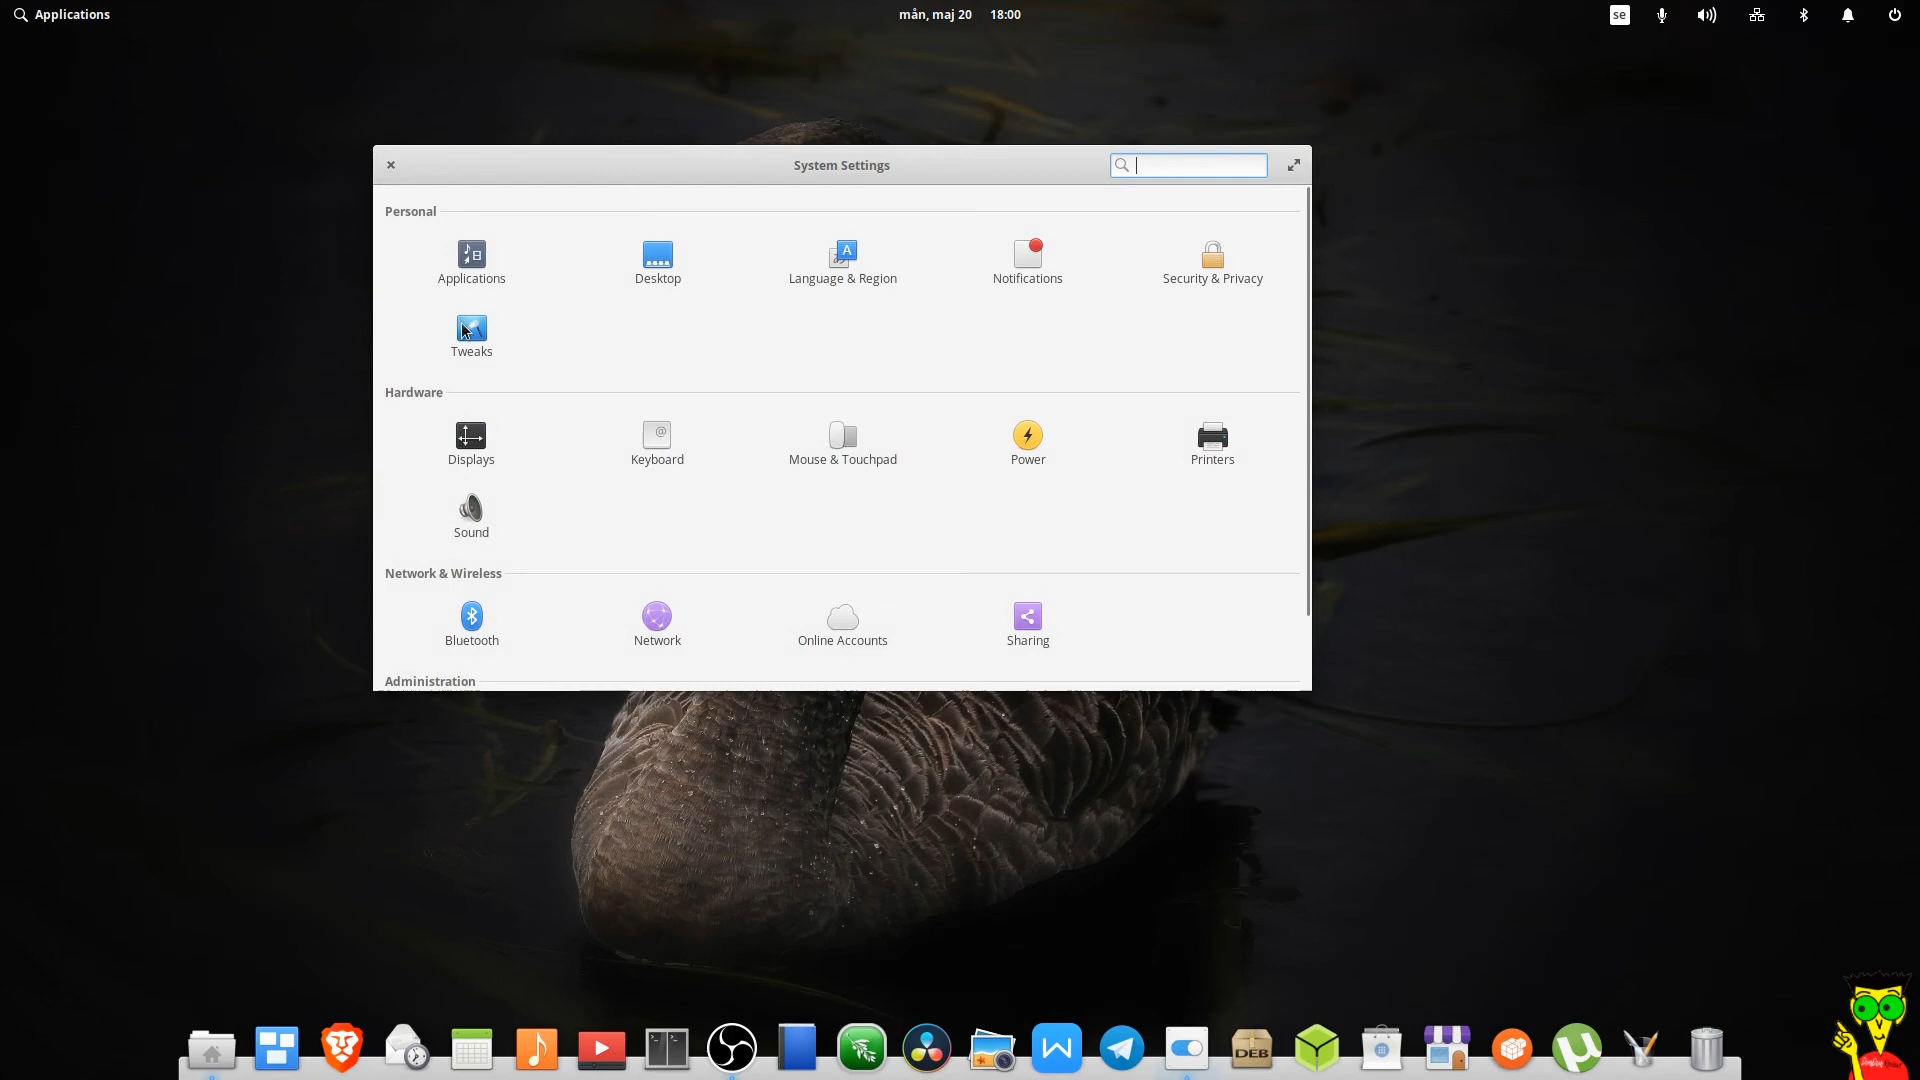 Applications
mån, maj 20 18:00
se
System Settings
Personal
Applications
Desktop
Language & Region
Notifications
Security & Privacy
Tweaks
Hardware
Displays
Keyboard
Mouse & Touchpad
Power
Printers
Sound
Network & Wireless
Bluetooth
Network
Online Accounts
Sharing
Administration
DEB